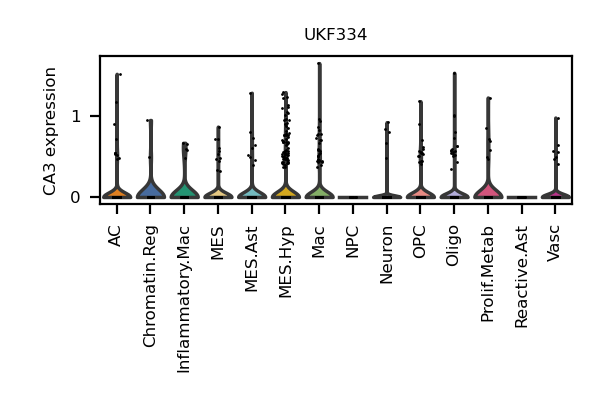 UKF334
CA3 expression
1
0
AC
Chromatin.Reg
Inflammatory.Mac
MES
MES.Ast
MES.Hyp
Mac
NPC
Neuron
OPC
Oligo
Prolif.Metab
Reactive.Ast
Vasc